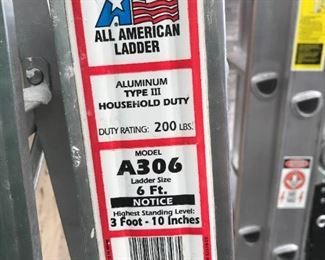 ALL AMERICAN
LADDER
ALUMINUM
TYPE III
HOUSEHOLD DUTY
DUTY RATING: 200 LBS.
MODEL
A306
Ladder Size
6 Ft.
NOTICE
Highest Standing Level:
3 Foot - 10 Inches